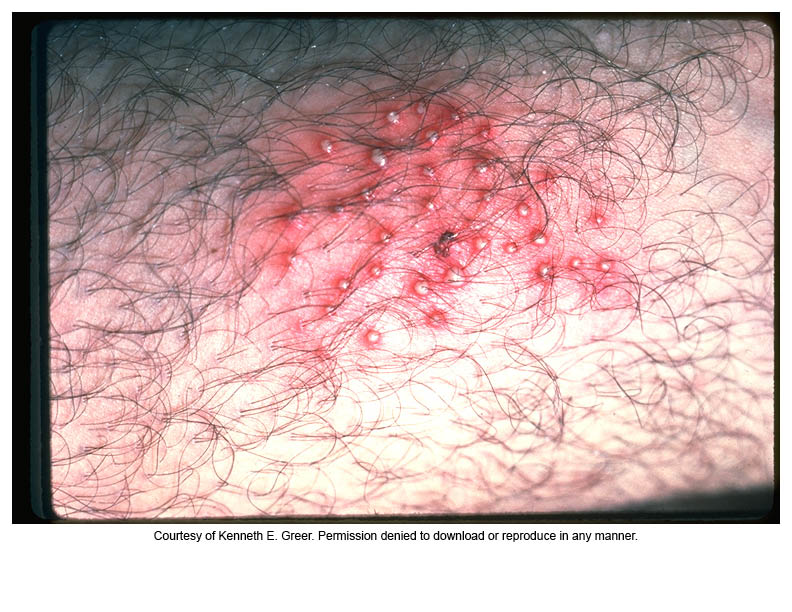 Courtesy of Kenneth E. Greer. Permission denied to download or reproduce in any manner.